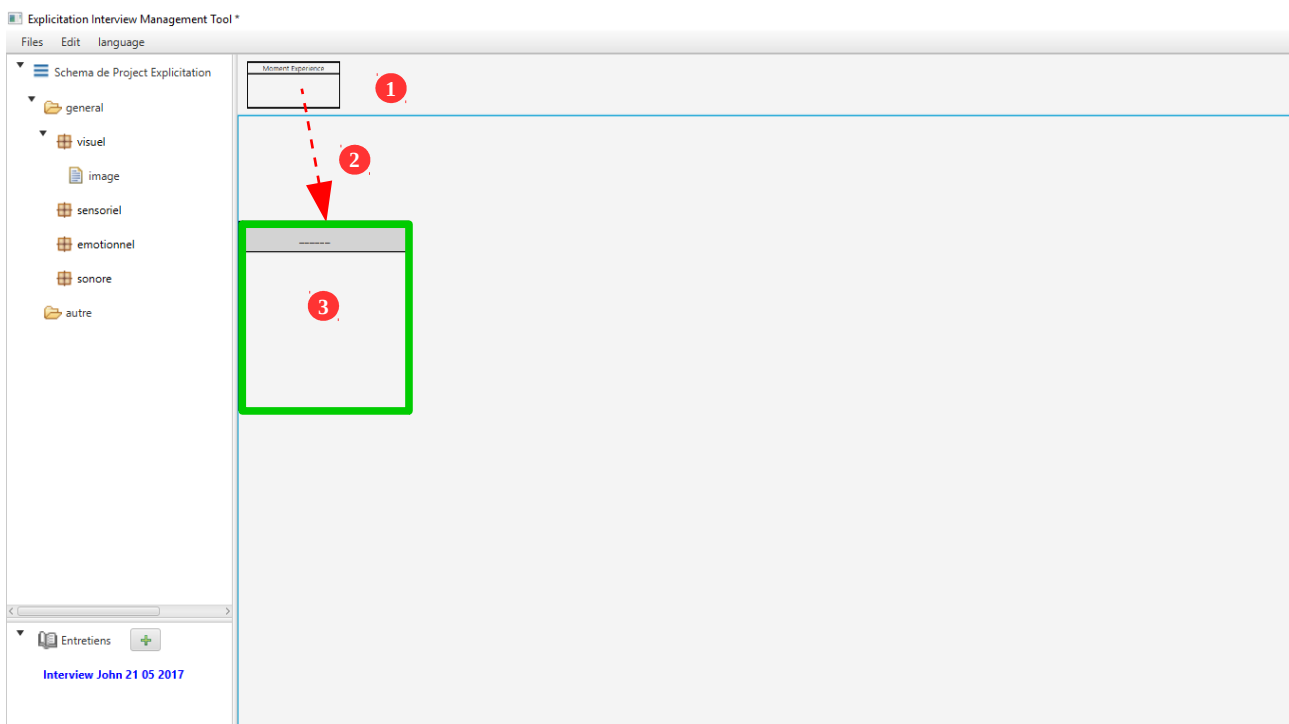 Explicitation Interview Management Tool *
Files Edit language
Schema de Project Explicitation
general
visuel
image
sensoriel
emotionnel
sonore
autre
Entretiens
Interview John 21 05 2017
Moment Experience
1
2
______
3